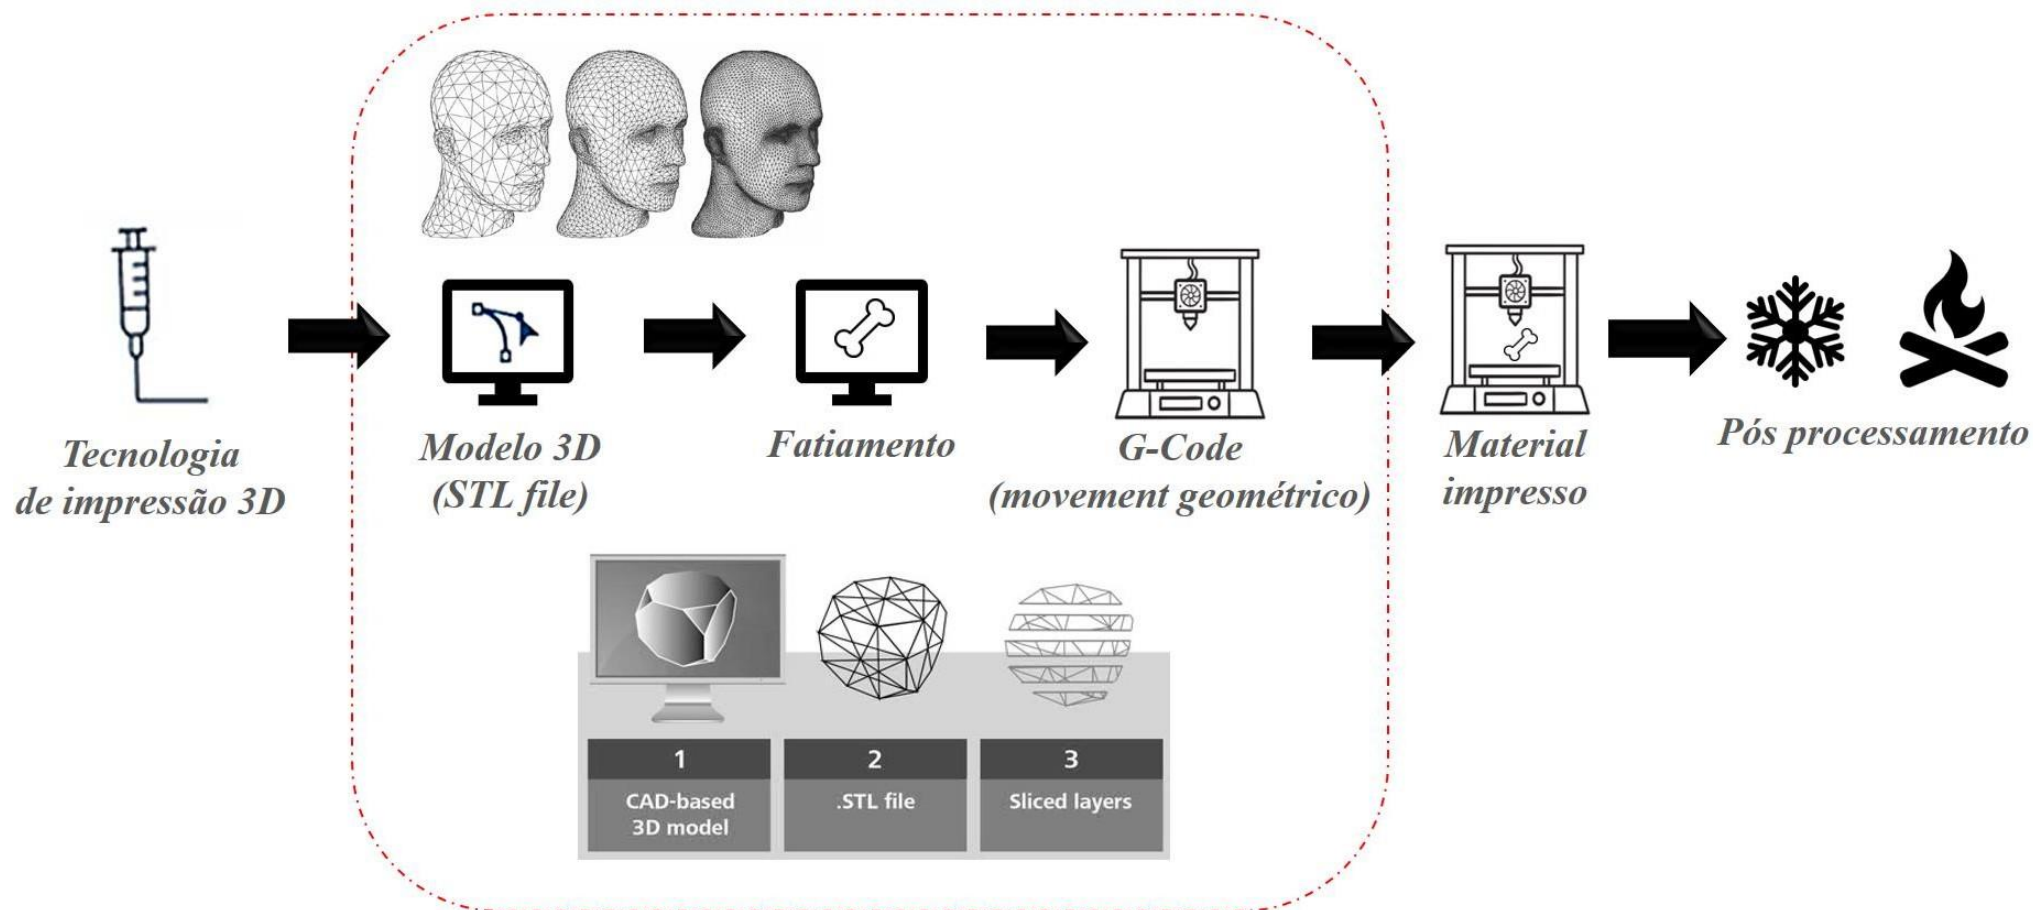 Tecnologia
de impressão 3D
Modelo 3D
(STL file)
Fatiamento
G-Code
(movement geométrico)
Material
impresso
Pós processamento
1
CAD-based
3D model
2
.STL file
3
Sliced layers